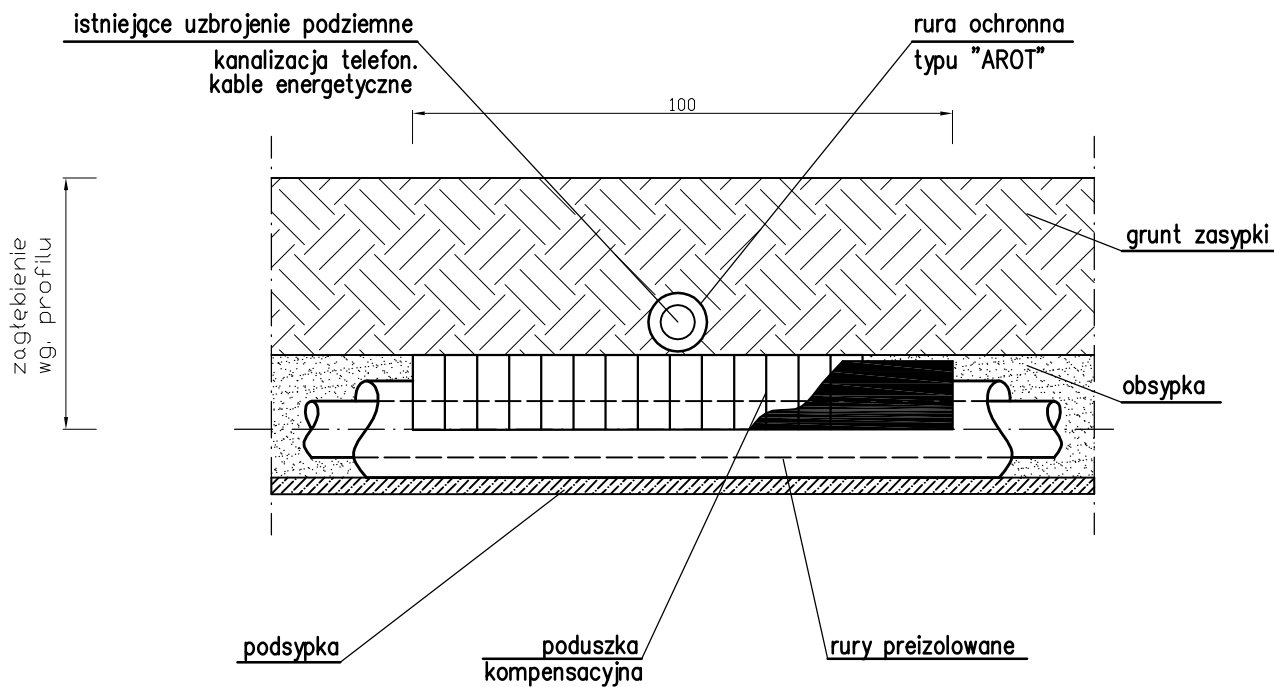 istniejące uzbrojenie podziemne
kanalizacja telefon.
kable energetyczne
rura ochronna
typu "AROT"
100
zagłębienie
wg. profilu
grunt zasypki
obsypka
podsypka
poduszka
kompensacyjna
rury preizolowane